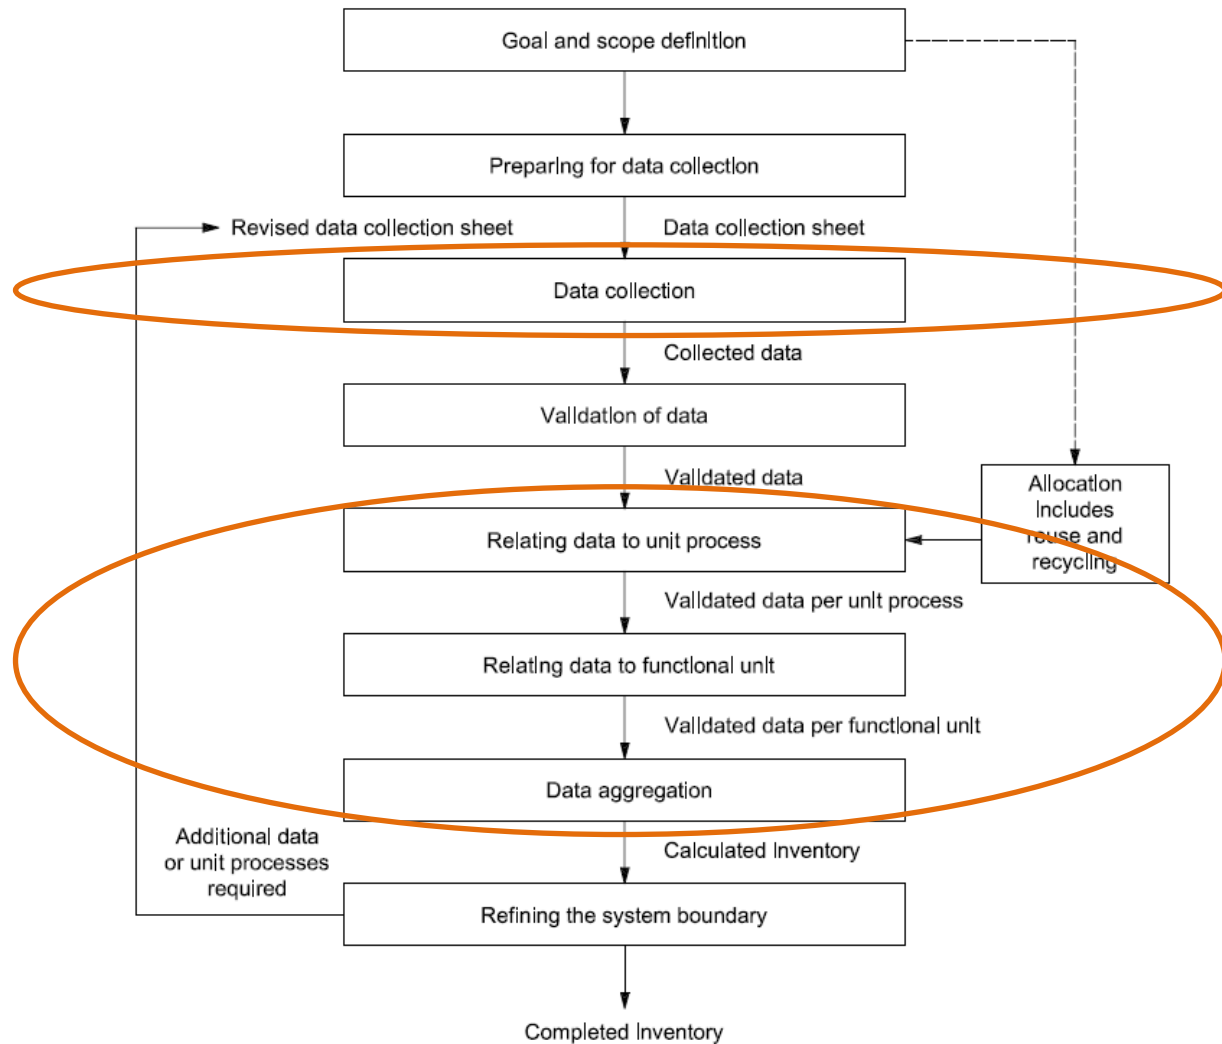 Goal and scope definition
Preparing for data collection
Revised data collection sheet
Data collection sheet
Data collection
Collected data
Validation of data
Validated data
Allocation
includes
reuse and
recycling
Relating data to unit process
Validated data per unit process
Relating data to functional unit
Validated data per functional unit
Data aggregation
Additional data
or unit processes
required
Calculated inventory
Refining the system boundary
Completed inventory